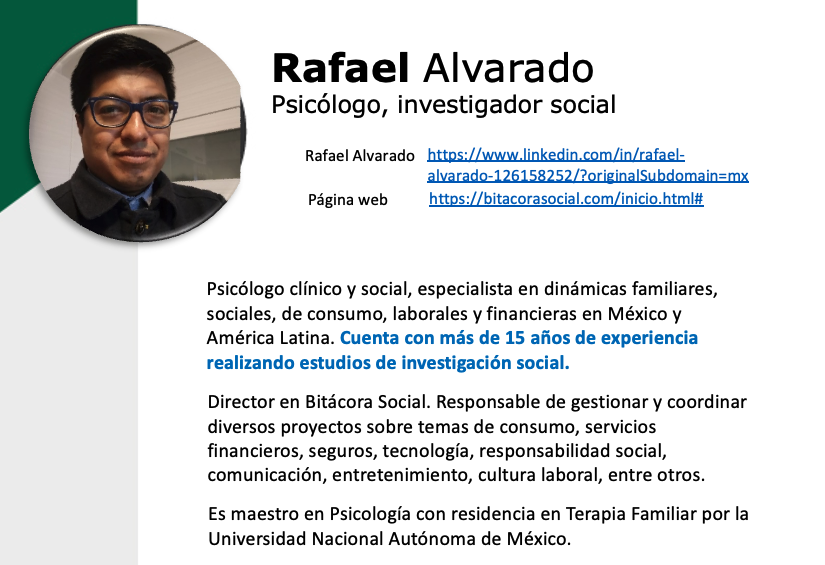 Rafael Alvarado
Psicólogo, investigador social
Rafael Alvarado https://www.linkedin.com/in/rafael-
alvarado-126158252/?originalSubdomain=mx
Página web https://bitacorasocial.com/inicio.html#
Psicólogo clínico y social, especialista en dinámicas familiares,
sociales, de consumo, laborales y financieras en México y
América Latina. Cuenta con más de 15 años de experiencia
realizando estudios de investigación social.
Director en Bitácora Social. Responsable de gestionar y coordinar
diversos proyectos sobre temas de consumo, servicios
financieros, seguros, tecnología, responsabilidad social,
comunicación, entretenimiento, cultura laboral, entre otros.
Es maestro en Psicología con residencia en Terapia Familiar por la
Universidad Nacional Autónoma de México.